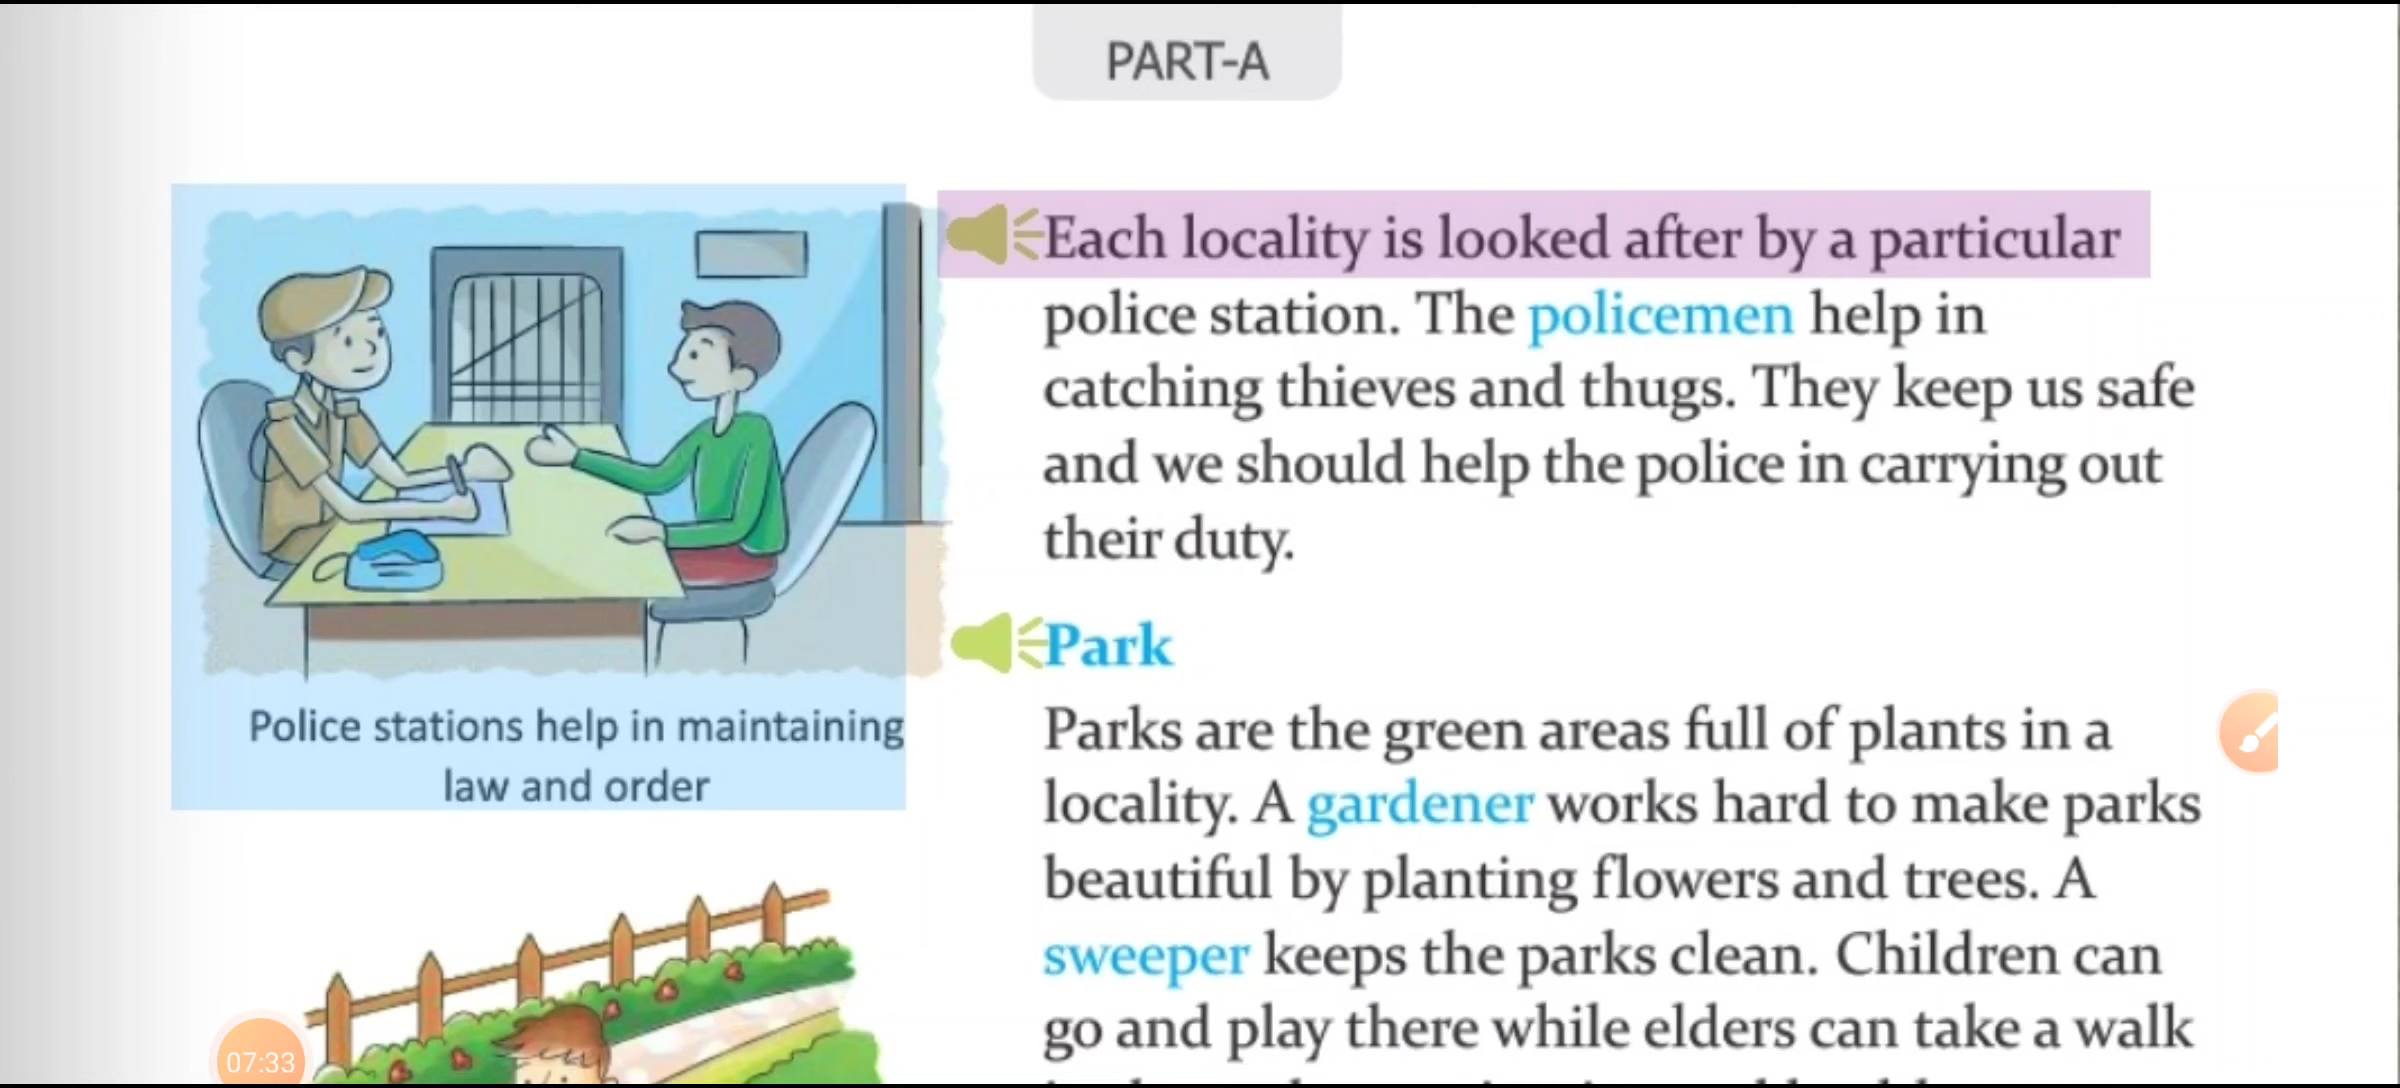 PART-A
Each locality is looked after by a particular
police station. The policemen help in
catching thieves and thugs. They keep us safe
and we should help the police in carrying out
their duty.
Police stations help in maintaining
law and order
Park
Parks are the green areas full of plants in a
locality. A gardener works hard to make parks
beautiful by planting flowers and trees. A
sweeper keeps the parks clean. Children can
go and play there while elders can take a walk
07:33